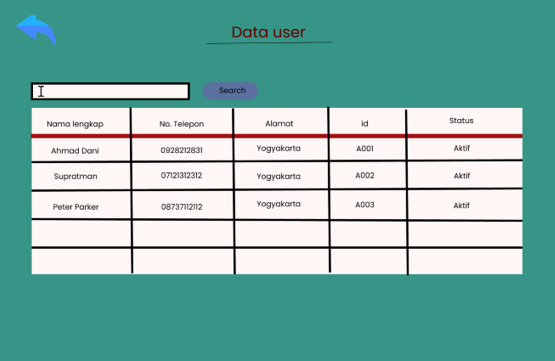 Data user
Search
Nama lengkap No. Telepon Alamat id Status
Ahmad Dani 0928212831 Yogyakarta A001 Aktif
Supratman 07121312312 Yogyakarta A002 Aktif
Peter Parker 08737112112 Yogyakarta A003 Aktif